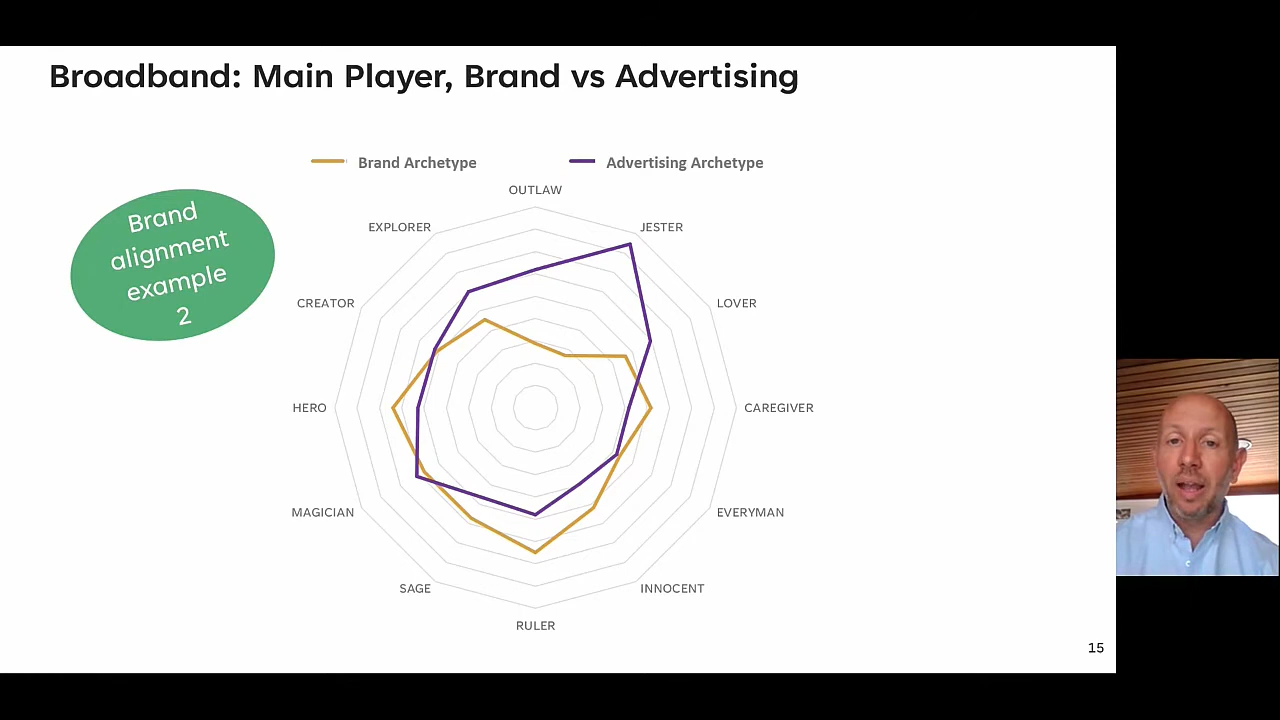 Broadband: Main Player, Brand vs Advertising
Brand Archetype
Advertising Archetype
Brand
alignment
example
2
OUTLAW
EXPLORER
JESTER
CREATOR
LOVER
HERO
CAREGIVER
MAGICIAN
EVERYMAN
SAGE
INNOCENT
RULER
15